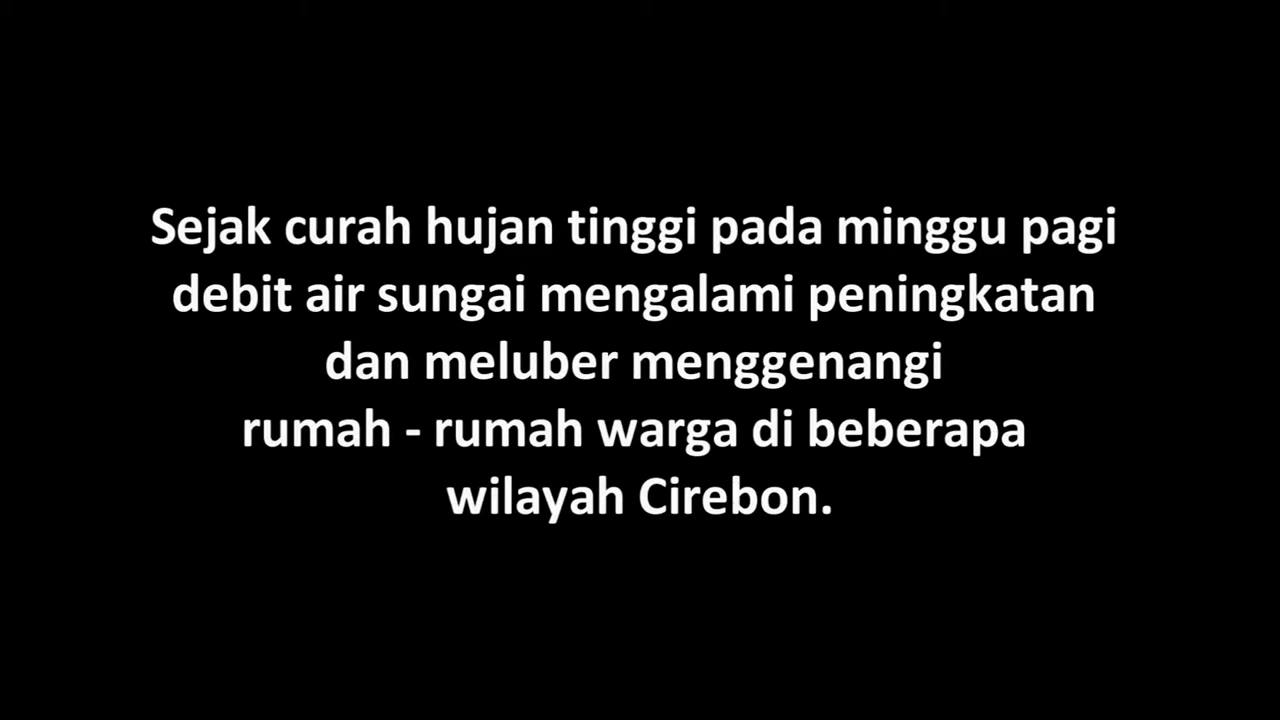 Sejak curah hujan tinggi pada minggu pagi
debit air sungai mengalami peningkatan
dan meluber menggenangi
rumah - rumah warga di beberapa
wilayah Cirebon.